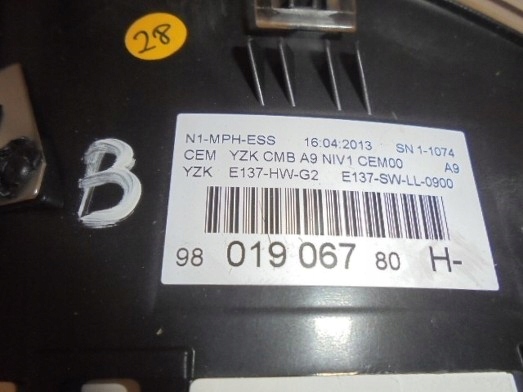 28
B
N1-MPH-ESS 16:04:2013 SN 1-1074
CEM YZK CMB A9 NIV1 CEM00 A9
YZK E137-HW-G2 E137-SW-LL-0900
98 019 067 80 H-